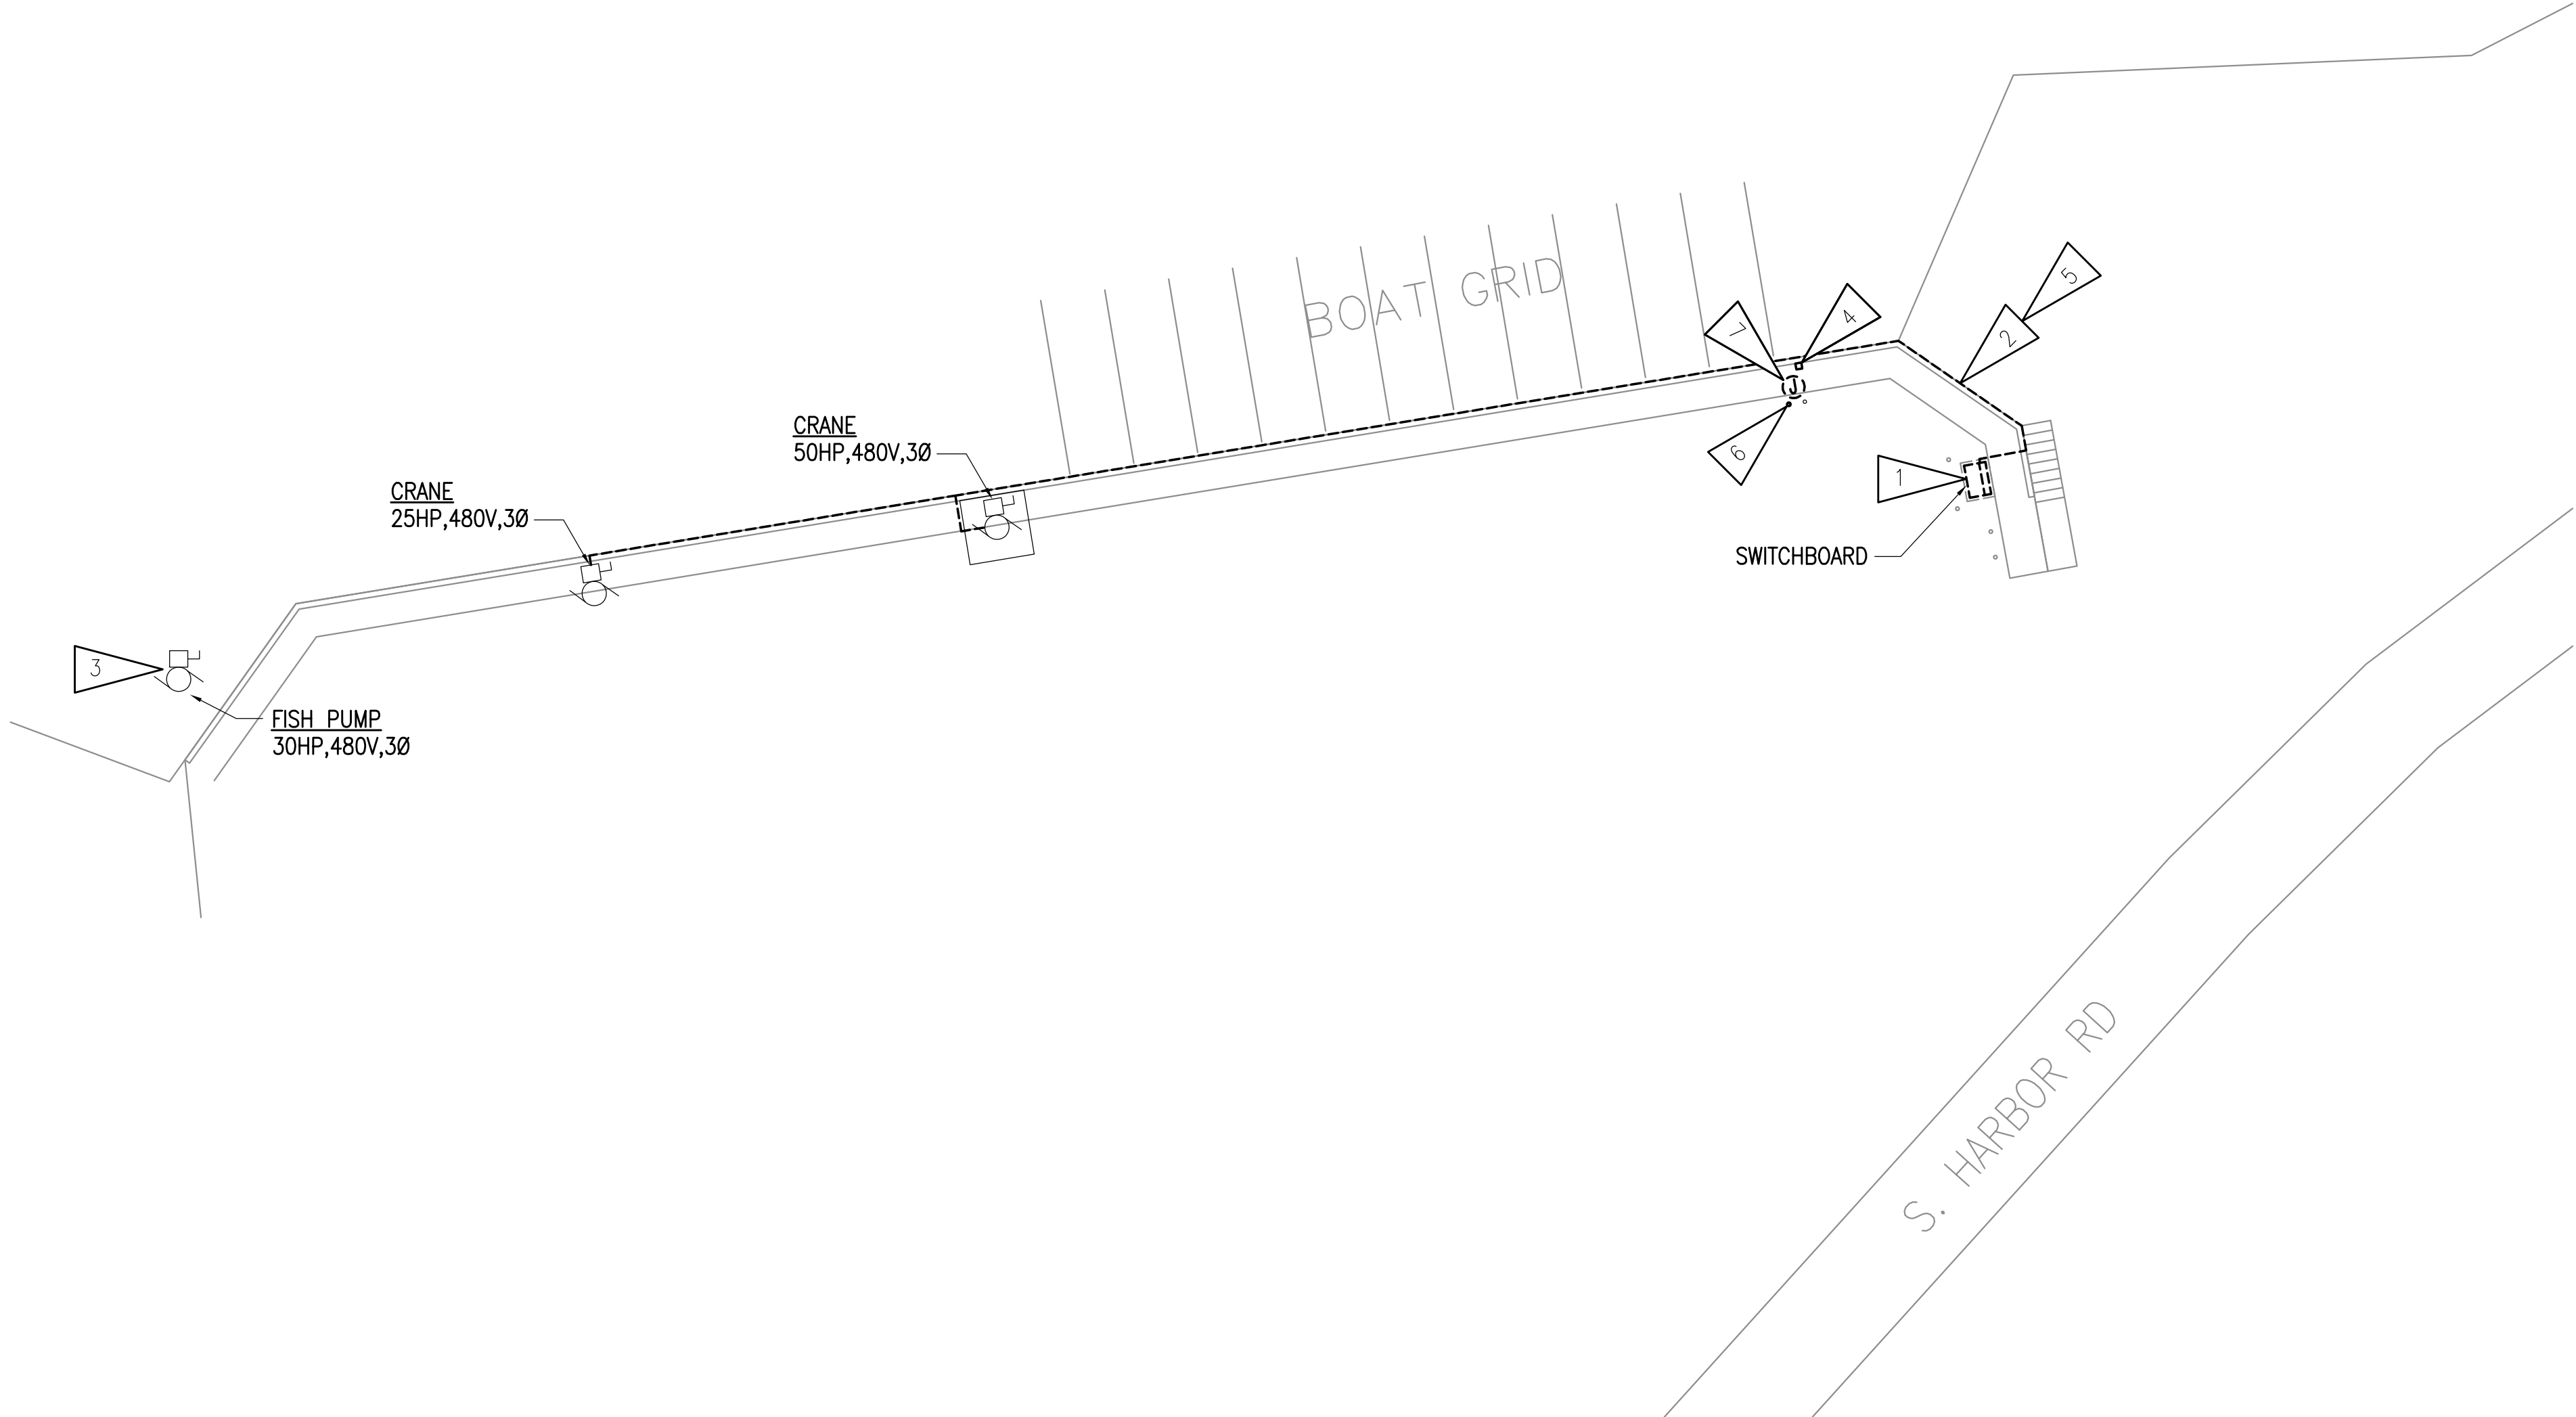 BOAT GRID
7
4
5
2
CRANE
50HP,480V,3Ø
J
6
1
CRANE
25HP,480V,3Ø
SWITCHBOARD
3
FISH PUMP
30HP,480V,3Ø
S. HARBOR RD